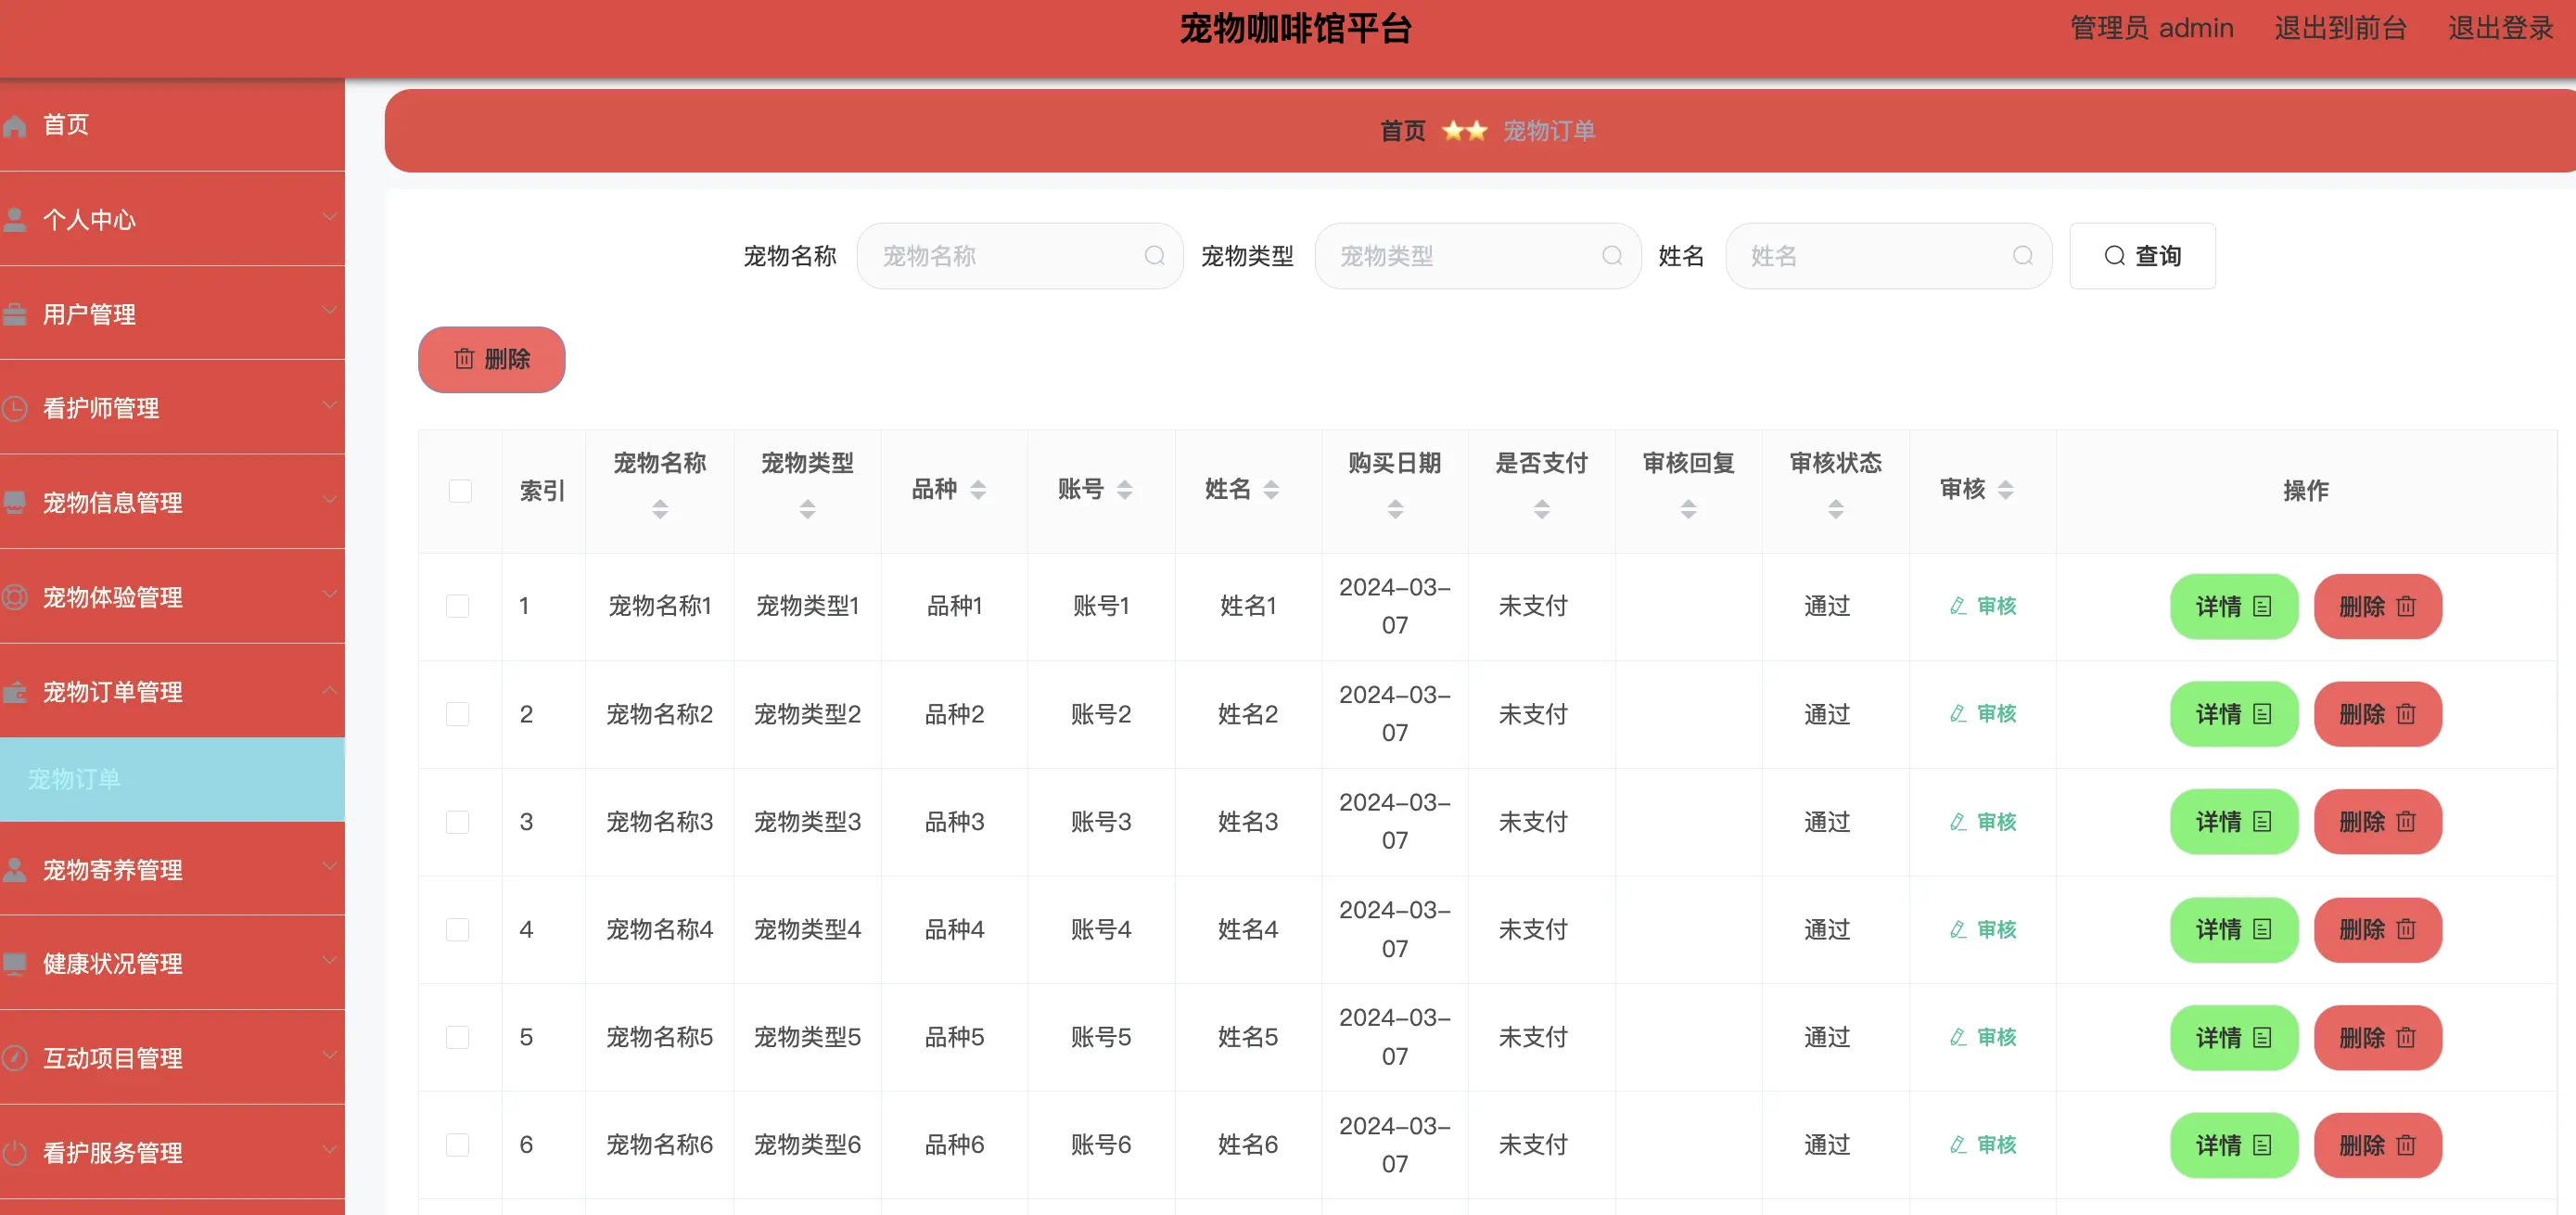 宠物咖啡馆平台
管理员 admin 退出到前台 退出登录
首页
个人中心
用户管理
看护师管理
宠物信息管理
宠物体验管理
宠物订单管理
宠物订单
宠物寄养管理
健康状况管理
互动项目管理
看护服务管理
首页 ⭐⭐ 宠物订单
宠物名称 宠物名称 宠物类型 宠物类型 姓名 姓名 查询
删除
索引 宠物名称 宠物类型 品种 账号 姓名 购买日期 是否支付 审核回复 审核状态 审核 操作
1 宠物名称1 宠物类型1 品种1 账号1 姓名1 2024-03-07 未支付 通过 审核 详情 删除
2 宠物名称2 宠物类型2 品种2 账号2 姓名2 2024-03-07 未支付 通过 审核 详情 删除
3 宠物名称3 宠物类型3 品种3 账号3 姓名3 2024-03-07 未支付 通过 审核 详情 删除
4 宠物名称4 宠物类型4 品种4 账号4 姓名4 2024-03-07 未支付 通过 审核 详情 删除
5 宠物名称5 宠物类型5 品种5 账号5 姓名5 2024-03-07 未支付 通过 审核 详情 删除
6 宠物名称6 宠物类型6 品种6 账号6 姓名6 2024-03-07 未支付 通过 审核 详情 删除